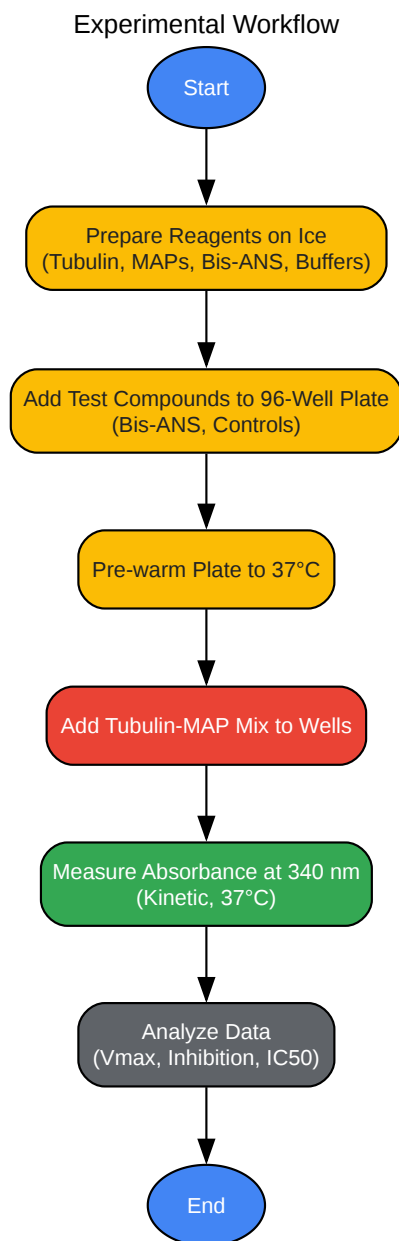 Experimental Workflow
Start
Prepare Reagents on Ice
(Tubulin, MAPs, Bis-ANS, Buffers)
Add Test Compounds to 96-Well Plate
(Bis-ANS, Controls)
Pre-warm Plate to 37°C
Add Tubulin-MAP Mix to Wells
Measure Absorbance at 340 nm
(Kinetic, 37°C)
Analyze Data
(Vmax, Inhibition, IC50)
End